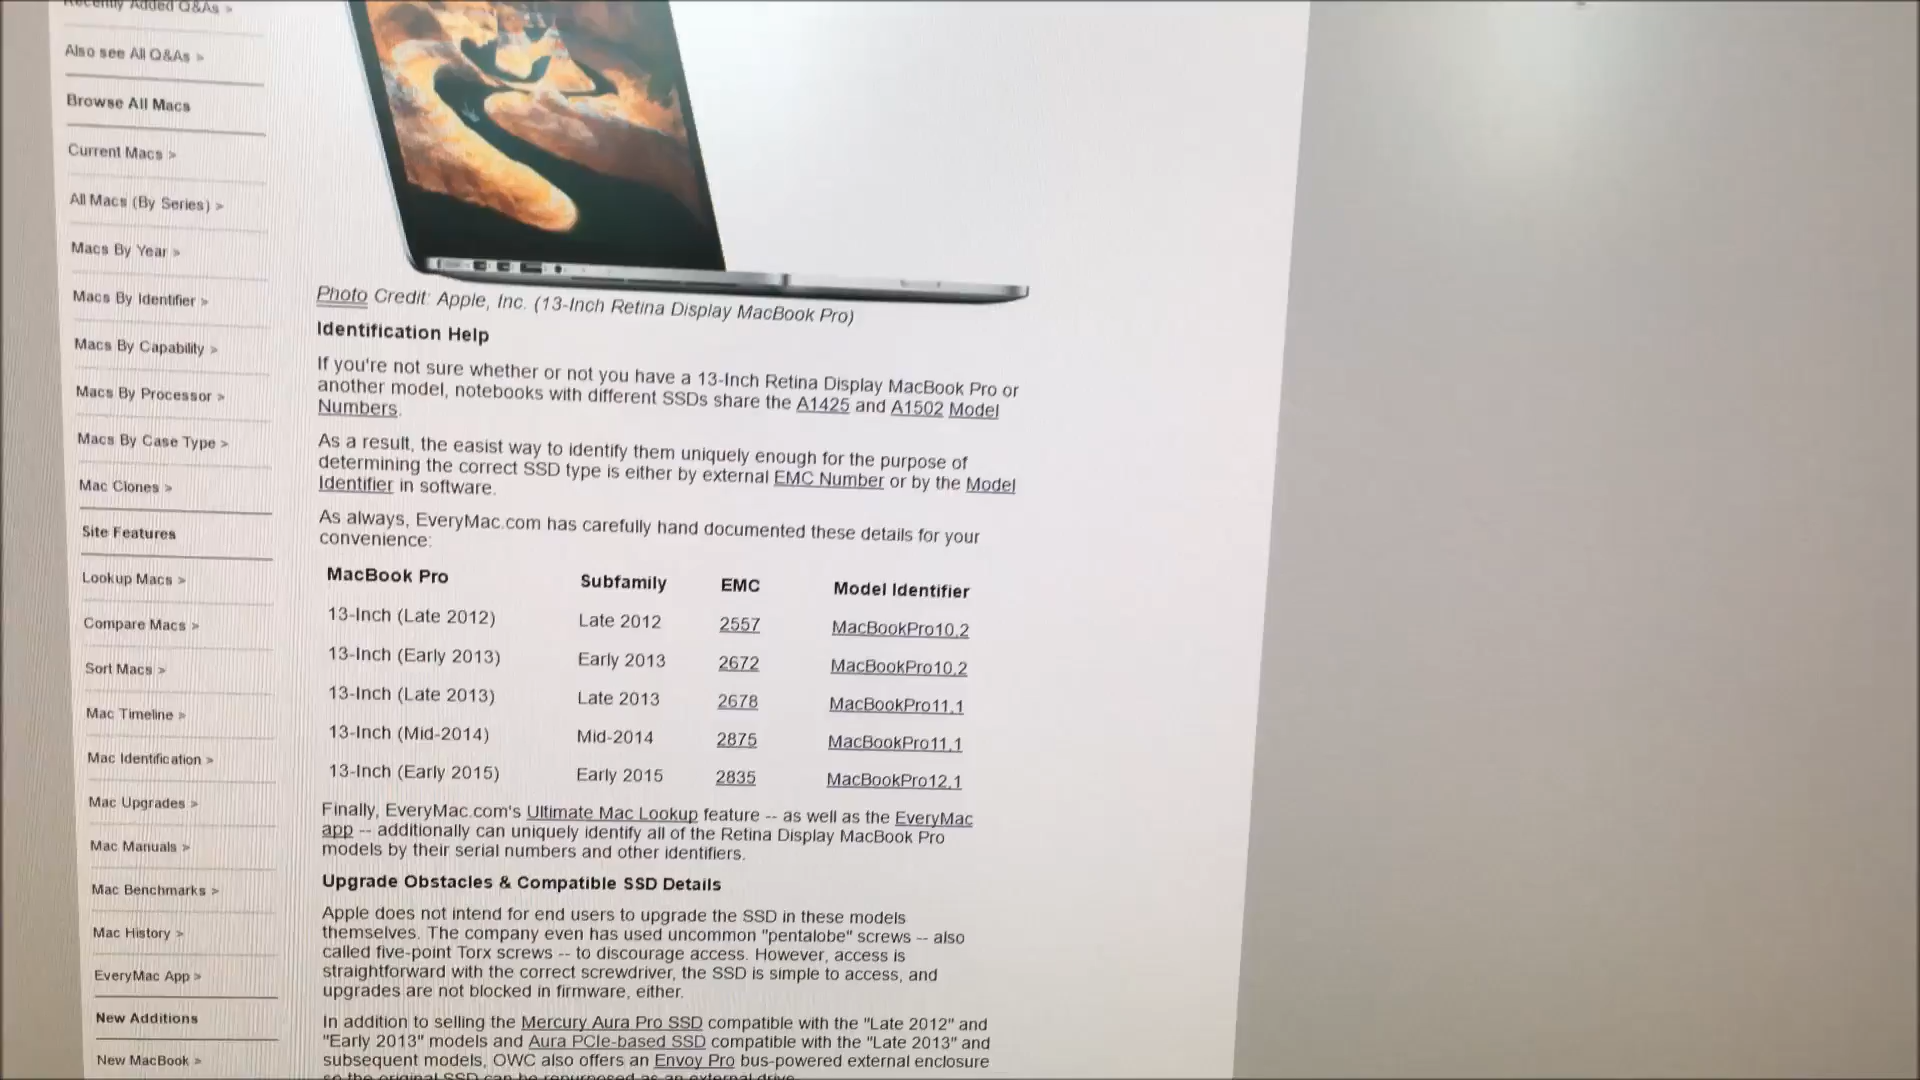 Recently Added Q&As >
Also see All Q&As >
Browse All Macs
Current Macs >
All Macs (By Series) >
Macs By Year >
Macs By Identifier >
Macs By Capability >
Macs By Processor >
Macs By Case Type >
Mac Clones >
Site Features
Lookup Macs >
Compare Macs >
Sort Macs >
Mac Timeline >
Mac Identification >
Mac Upgrades >
Mac Manuals >
Mac Benchmarks >
Mac History >
EveryMac App >
New Additions
New MacBook >
Photo Credit: Apple, Inc. (13-Inch Retina Display MacBook Pro)
Identification Help
If you're not sure whether or not you have a 13-Inch Retina Display MacBook Pro or
another model, notebooks with different SSDs share the A1425 and A1502 Model
Numbers.
As a result, the easist way to identify them uniquely enough for the purpose of
determining the correct SSD type is either by external EMC Number or by the Model
Identifier in software.
As always, EveryMac.com has carefully hand documented these details for your
convenience:
MacBook Pro Subfamily EMC Model Identifier
13-Inch (Late 2012) Late 2012 2557 MacBookPro10,2
13-Inch (Early 2013) Early 2013 2672 MacBookPro10,2
13-Inch (Late 2013) Late 2013 2678 MacBookPro11,1
13-Inch (Mid-2014) Mid-2014 2875 MacBookPro11,1
13-Inch (Early 2015) Early 2015 2835 MacBookPro12,1
Finally, EveryMac.com's Ultimate Mac Lookup feature -- as well as the EveryMac
app -- additionally can uniquely identify all of the Retina Display MacBook Pro
models by their serial numbers and other identifiers.
Upgrade Obstacles & Compatible SSD Details
Apple does not intend for end users to upgrade the SSD in these models
themselves. The company even has used uncommon "pentalobe" screws -- also
called five-point Torx screws -- to discourage access. However, access is
straightforward with the correct screwdriver, the SSD is simple to access, and
upgrades are not blocked in firmware, either.
In addition to selling the Mercury Aura Pro SSD compatible with the "Late 2012" and
"Early 2013" models and Aura PCIe-based SSD compatible with the "Late 2013" and
subsequent models, OWC also offers an Envoy Pro bus-powered external enclosure
so the original SSD can be repurposed as an external drive.